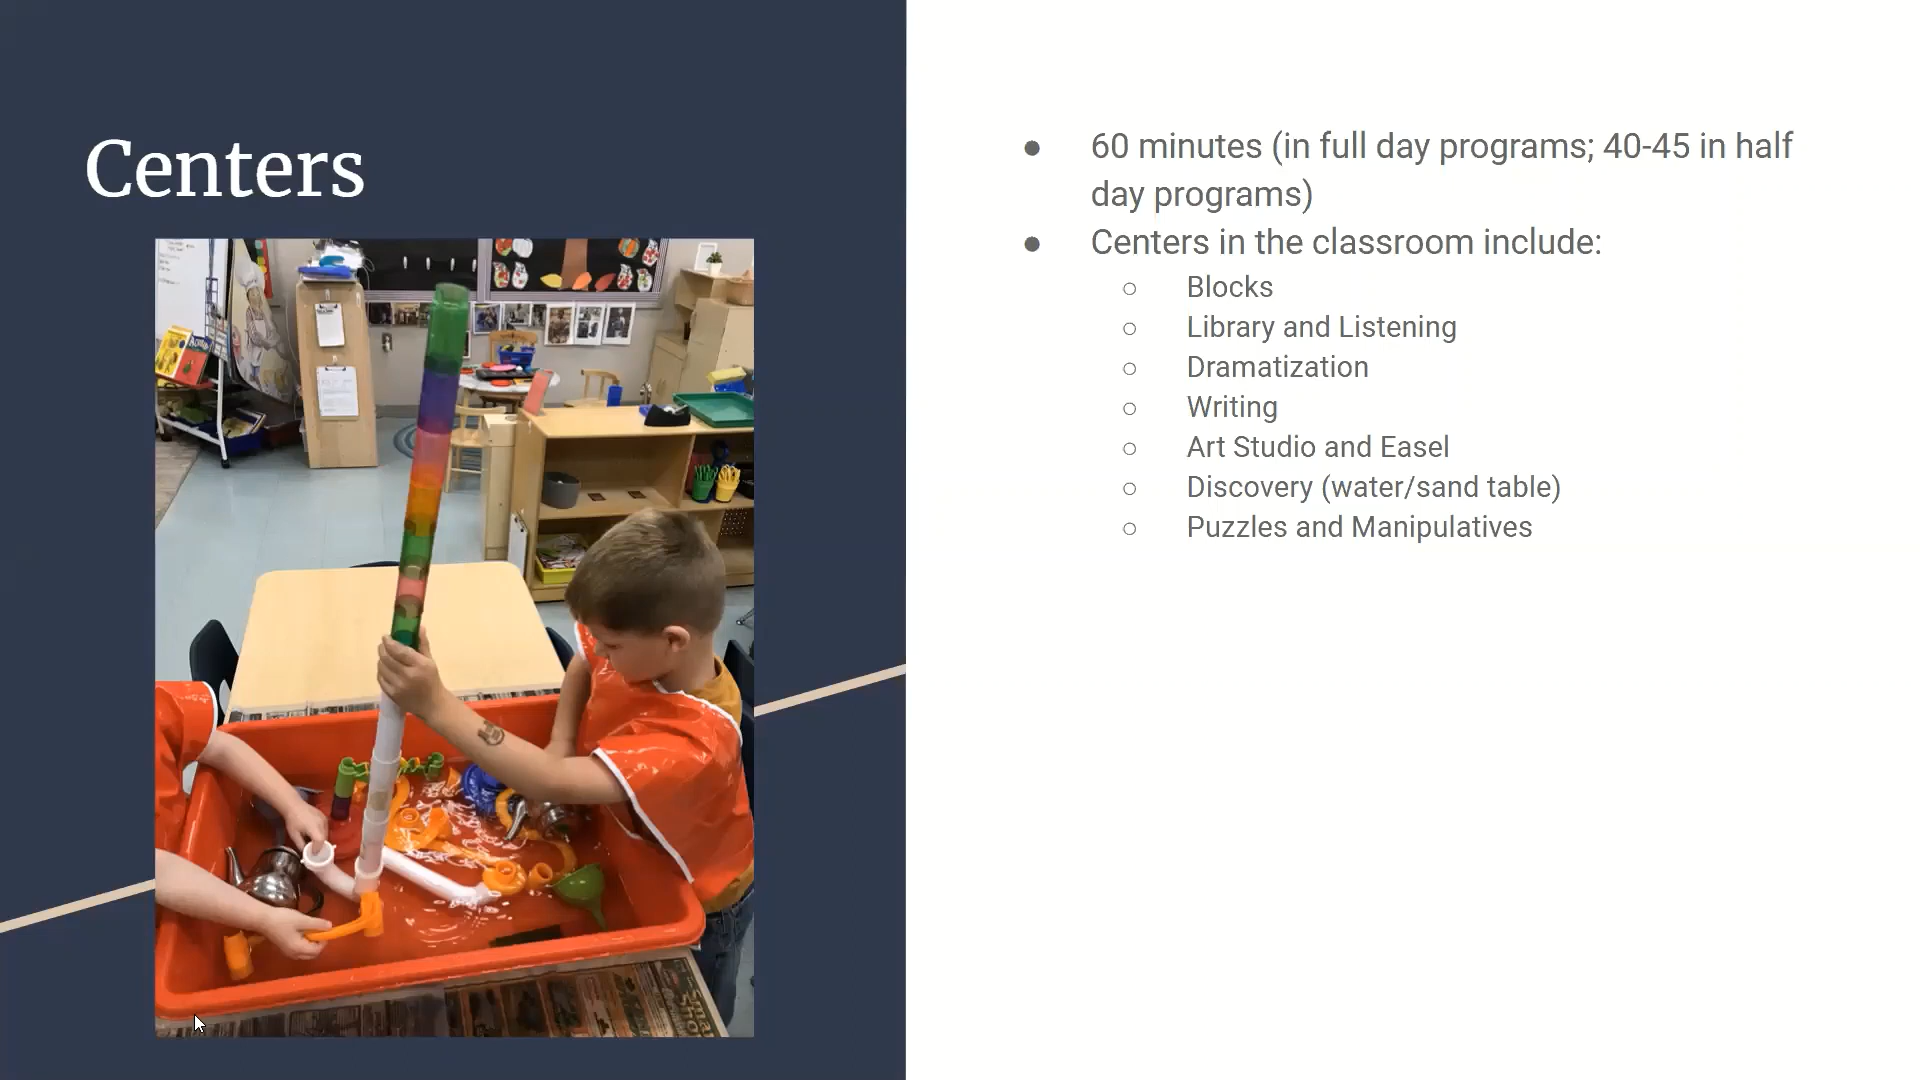 Centers
● 60 minutes (in full day programs; 40-45 in half
day programs)
● Centers in the classroom include:
○ Blocks
○ Library and Listening
○ Dramatization
○ Writing
○ Art Studio and Easel
○ Discovery (water/sand table)
○ Puzzles and Manipulatives